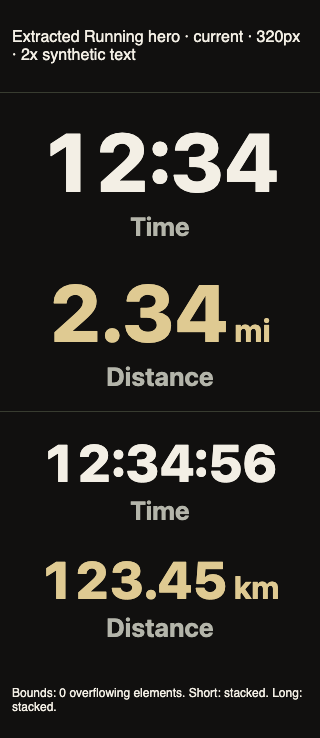 Extracted Running hero · current · 320px
· 2x synthetic text
12:34
Time
2.34 mi
Distance
12:34:56
Time
123.45 km
Distance
Bounds: 0 overflowing elements. Short: stacked. Long:
stacked.